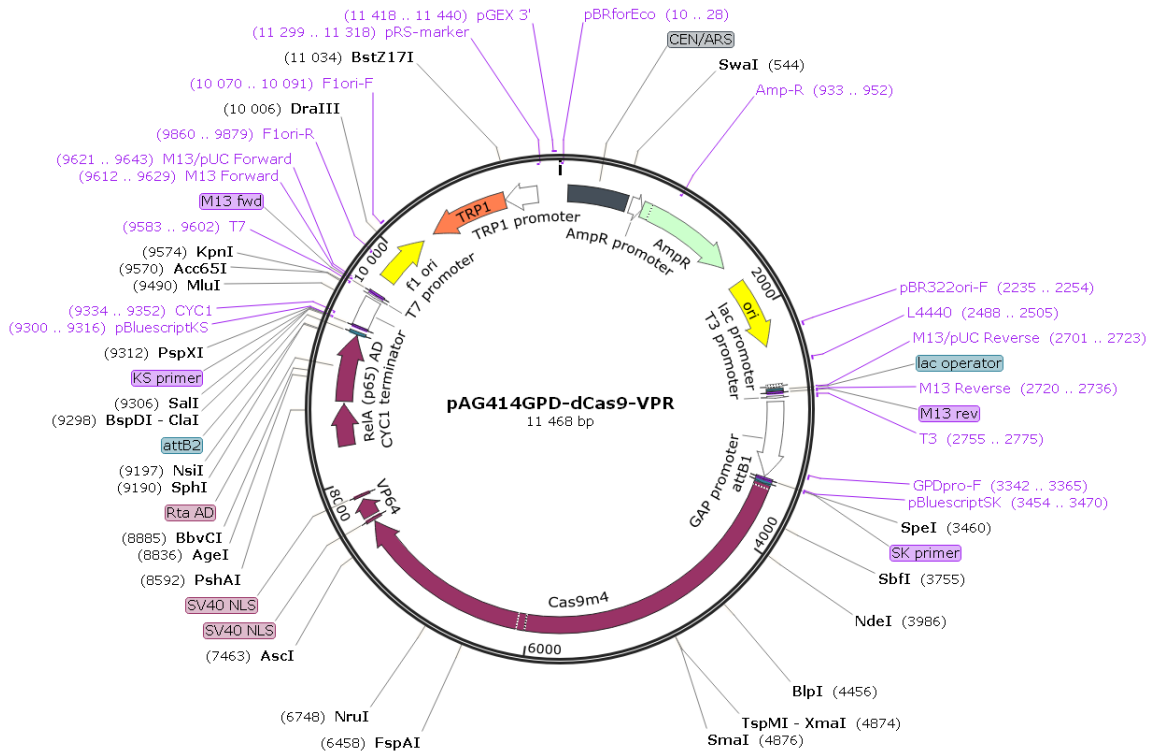 (11 418 .. 11 440) pGEX 3'
pBRforEco (10 .. 28)
(11 299 .. 11 318) pRS-marker
CEN/ARS
(11 034) BstZ17I
SwaI (544)
(10 070 .. 10 091) F1ori-F
Amp-R (933 .. 952)
(10 006) DraIII
(9860 .. 9879) F1ori-R
(9621 .. 9643) M13/pUC Forward
(9612 .. 9629) M13 Forward
M13 fwd
(9583 .. 9602) T7
(9574) KpnI
(9570) Acc65I
(9490) MluI
(9334 .. 9352) CYC1
(9300 .. 9316) pBluescriptKS
(9312) PspXI
KS primer
(9306) SalI
(9298) BspDI - ClaI
attB2
(9197) NsiI
(9190) SphI
Rta AD
(8885) BbvCI
(8836) AgeI
(8592) PshAI
SV40 NLS
SV40 NLS
(7463) AscI
(6748) NruI
(6458) FspAI
TRP1
TRP1 promoter
AmpR promoter
AmpR
f1 ori
T7 promoter
10 000
2000
ori
lac promoter
T3 promoter
pBR322ori-F (2235 .. 2254)
L4440 (2488 .. 2505)
M13/pUC Reverse (2701 .. 2723)
lac operator
M13 Reverse (2720 .. 2736)
M13 rev
T3 (2755 .. 2775)
RelA (p65) AD
CYC1 terminator
pAG414GPD-dCas9-VPR
11 468 bp
GAP promoter
attB1
GPDpro-F (3342 .. 3365)
pBluescriptSK (3454 .. 3470)
SpeI (3460)
SK primer
SbfI (3755)
NdeI (3986)
VP64
8000
4000
Cas9m4
6000
BlpI (4456)
TspMI - XmaI (4874)
SmaI (4876)